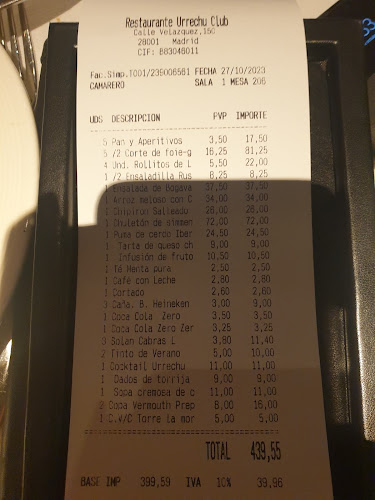 Restaurante Urrechu Club
Calle Velazquez,150
28001 Madrid
CIF: B83046011
Fac.Simp.T001/239006561 FECHA 27/10/2023
CAMARERO SALA 1 MESA 206
UDS DESCRIPCION PVP IMPORTE
5 Pan y Aperitivos 3,50 17,50
5 /2 Corte de foie-g 16,25 81,25
4 Und. Rollitos de L 5,50 22,00
1 /2 Ensaladilla Rus 8,25 8,25
1 Ensalada de Bogava 37,50 37,50
1 Arroz meloso con C 34,00 34,00
1 Chipiron Salteado 28,00 28,00
1 Chuletón de simmen 72,00 72,00
1 Puma de cerdo Iber 24,50 24,50
1 Tarta de queso ch 9,00 9,00
1 Infusión de fruto 10,50 10,50
1 Té Menta pura 2,50 2,50
1 Café con Leche 2,80 2,80
1 Cortado 2,60 2,60
3 Caña. B. Heineken 3,00 9,00
1 Coca Cola Zero 3,50 3,50
1 Coca Cola Zero Zer 3,25 3,25
3 Solan Cabras L 3,80 11,40
2 Tinto de Verano 5,00 10,00
1 Cocktail Urrechu 11,00 11,00
1 Dados de torrija 9,00 9,00
1 Sopa cremosa de c 11,00 11,00
2 Copa Vermouth Prep 8,00 16,00
1 C.V/C Torre la mor 5,00 5,00
TOTAL 439,55
BASE IMP 399,59 IVA 10% 39,96